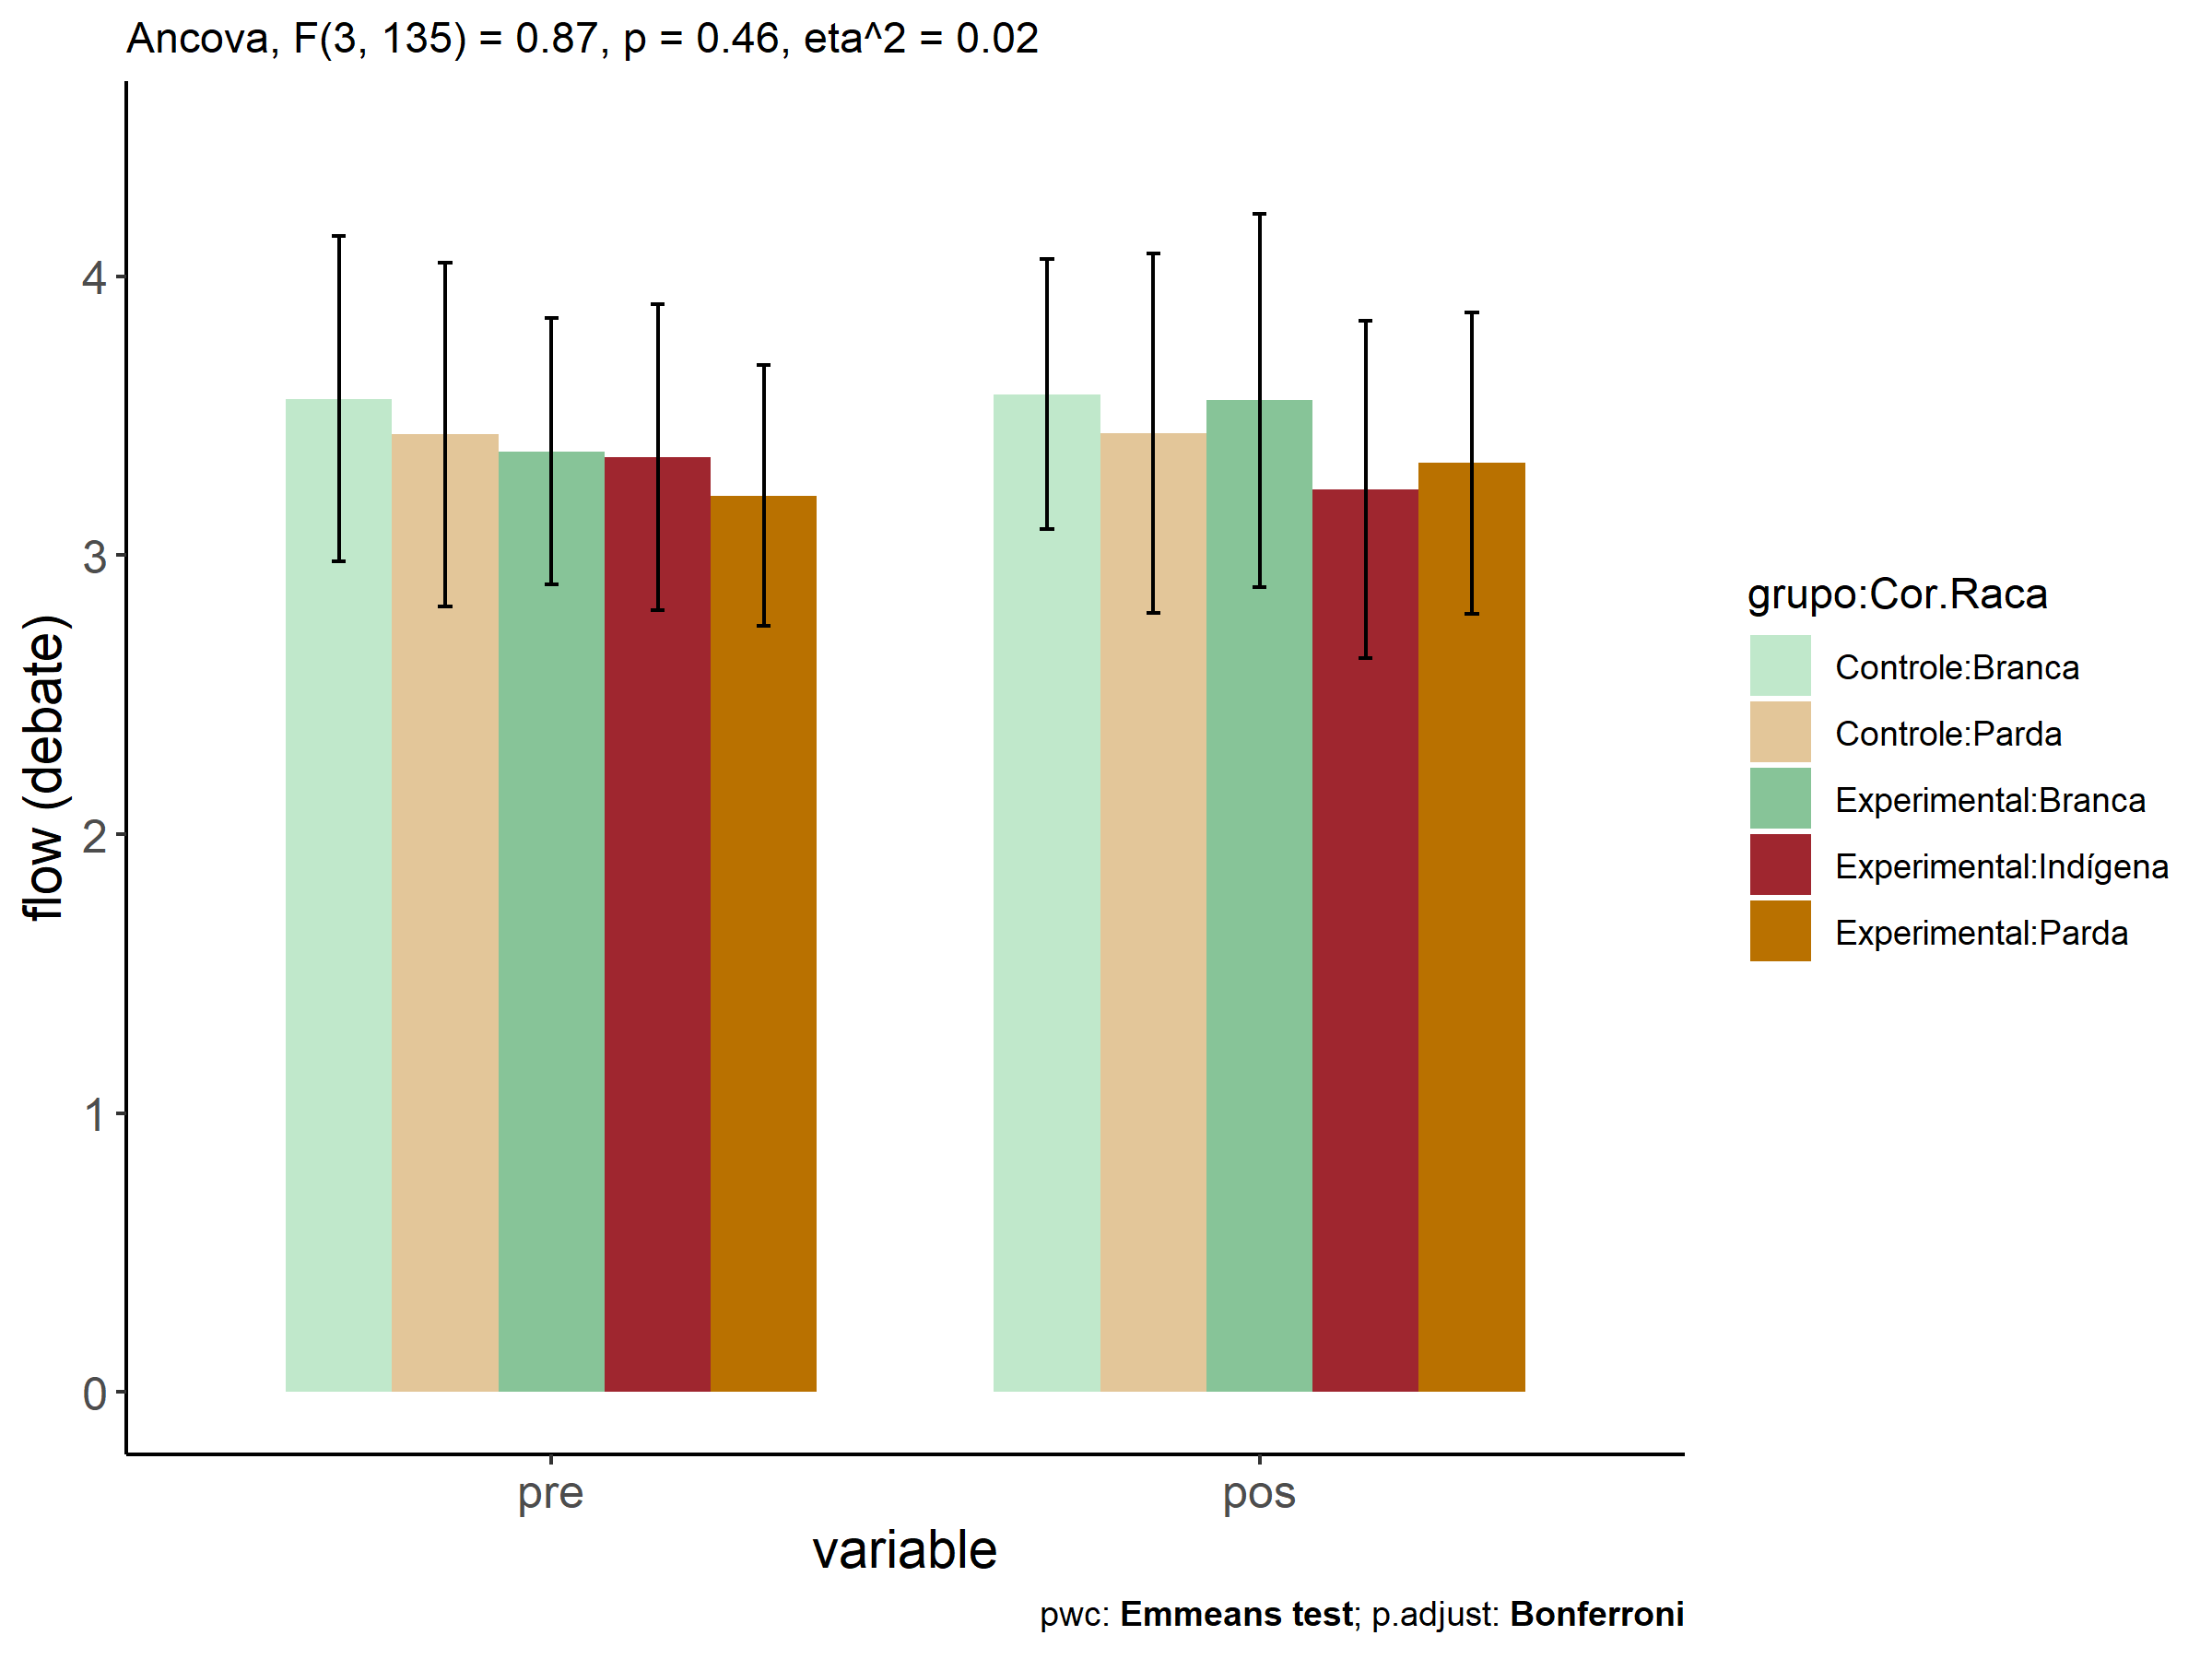 Ancova, F(3, 135) = 0.87, p = 0.46, eta^2 = 0.02
flow (debate)
4
3
2
1
0
pre
pos
variable
grupo:Cor.Raca
Controle:Branca
Controle:Parda
Experimental:Branca
Experimental:Indígena
Experimental:Parda
pwc: Emmeans test; p.adjust: Bonferroni